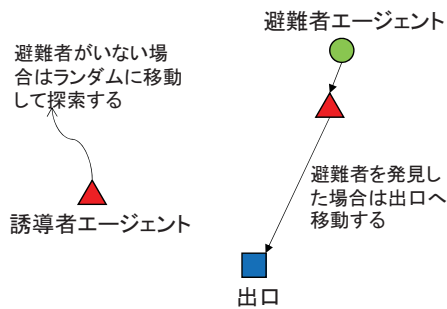 避難者エージェント
避難者がいない場
合はランダムに移動
して探索する
避難者を発見し
た場合は出口へ
移動する
誘導者エージェント
出口